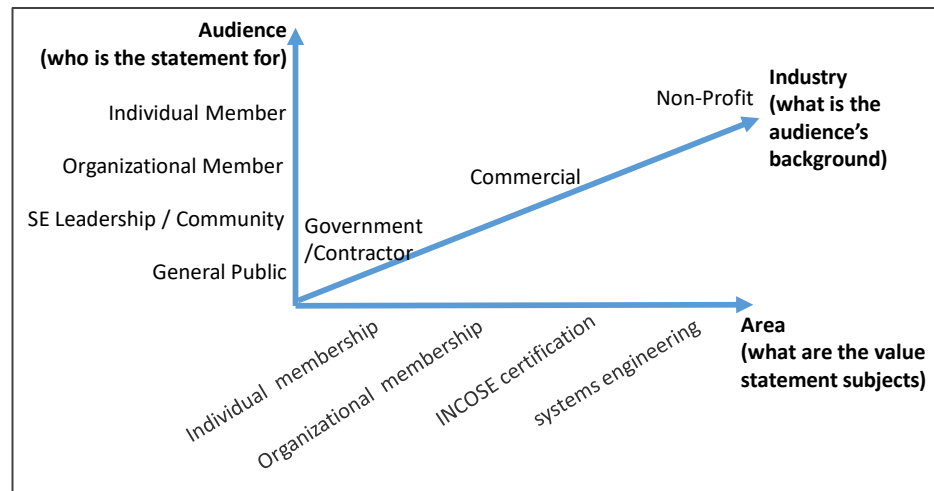 Audience
(who is the statement for)
Individual Member
Organizational Member
SE Leadership / Community
General Public
Government
/Contractor
Commercial
Non-Profit
Industry
(what is the
audience’s
background)
Individual membership
Organizational membership
INCOSE certification
systems engineering
Area
(what are the value
statement subjects)